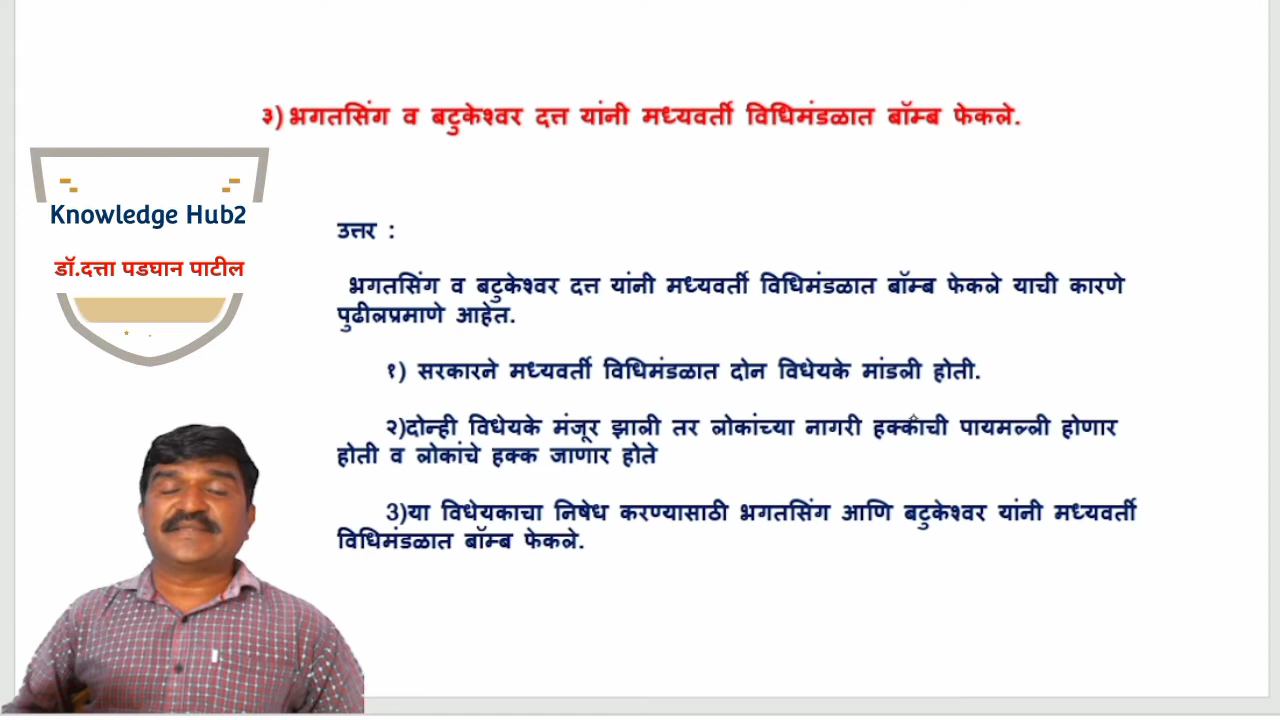 ३) भगतसिंग व बटुकेश्वर दत्त यांनी मध्यवर्ती विधिमंडळात बॉम्ब फेकले.
Knowledge Hub2
डॉ.दत्ता पडघान पाटील
उत्तर :
भगतसिंग व बटुकेश्वर दत्त यांनी मध्यवर्ती विधिमंडळात बॉम्ब फेकले याची कारणे
पुढीलप्रमाणे आहेत.
१) सरकारने मध्यवर्ती विधिमंडळात दोन विधेयके मांडली होती.
२)दोन्ही विधेयके मंजूर झाली तर लोकांच्या नागरी हक्कांची पायमल्ली होणार
होती व लोकांचे हक्क जाणार होते
3)या विधेयकाचा निषेध करण्यासाठी भगतसिंग आणि बटुकेश्वर यांनी मध्यवर्ती
विधिमंडळात बॉम्ब फेकले.